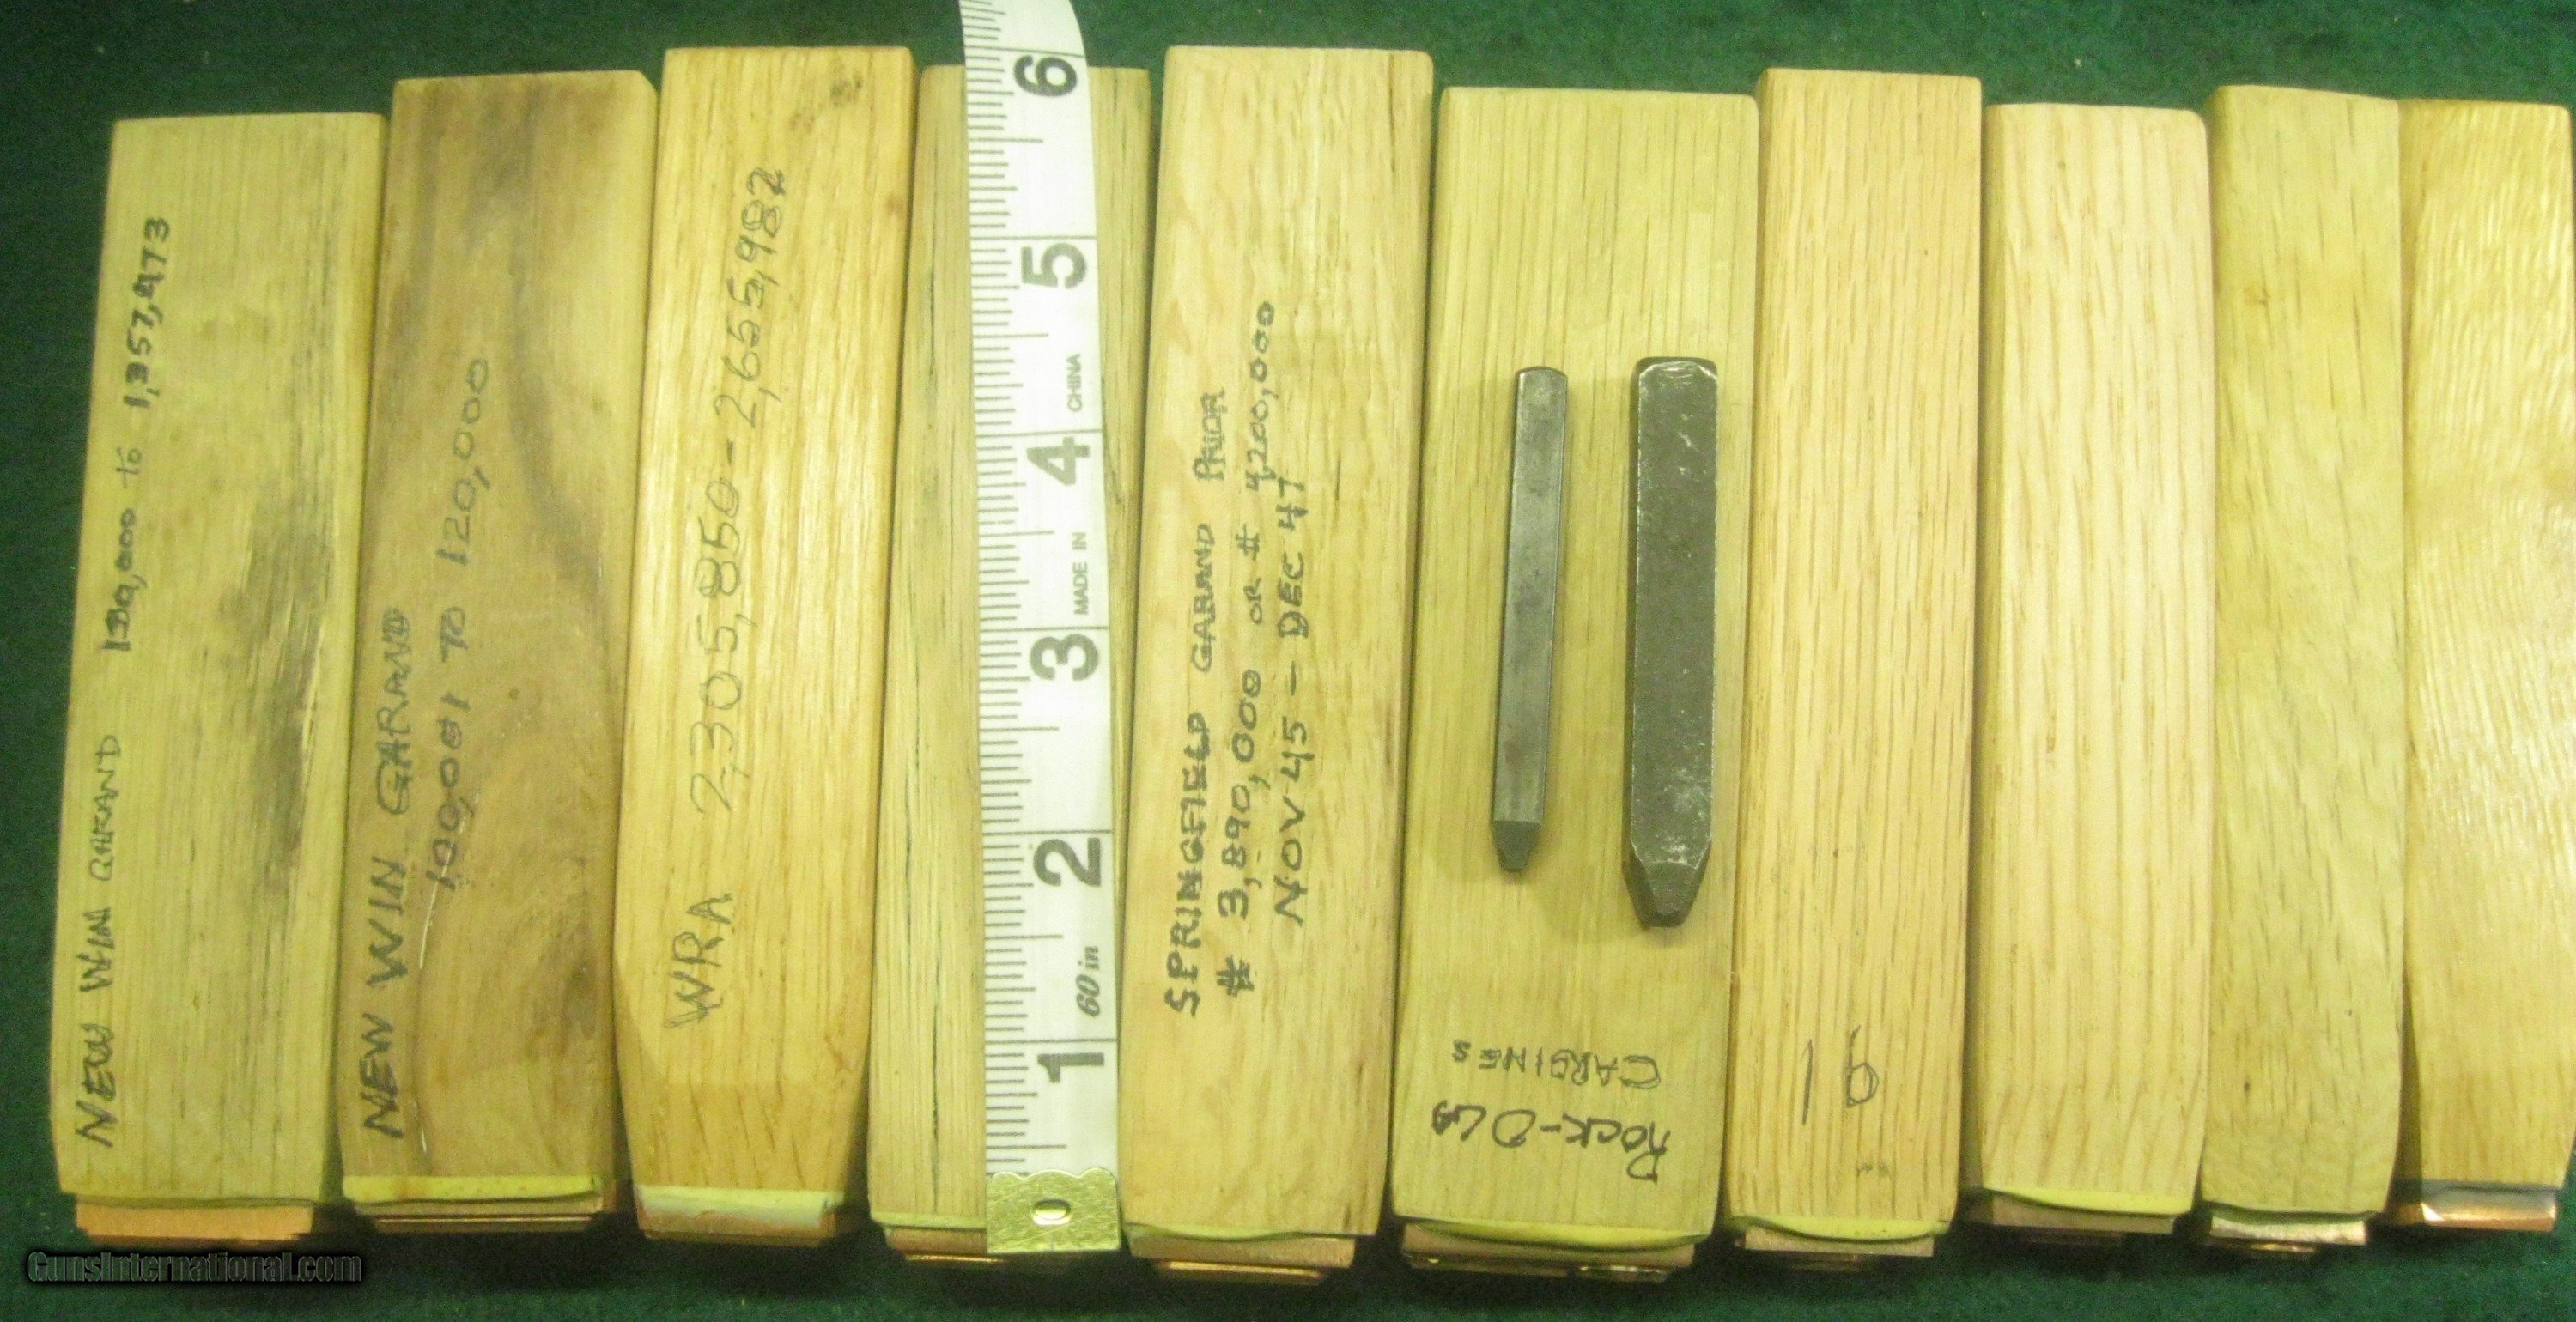 NEW WIN GARAND 130,000 to 1,357,473
NEW WIN GARAND
100,001 TO 120,000
WRA 2,305,850-2,655,982
6
5
4
3
2
1
MADE IN CHINA
60 in
SPRINGFIELD GARAND PRIOR
# 3,890,000 OR # 4,200,000
NOV 45 - DEC 47
ROCK-OLA
CARBINES
GunsInternational.com